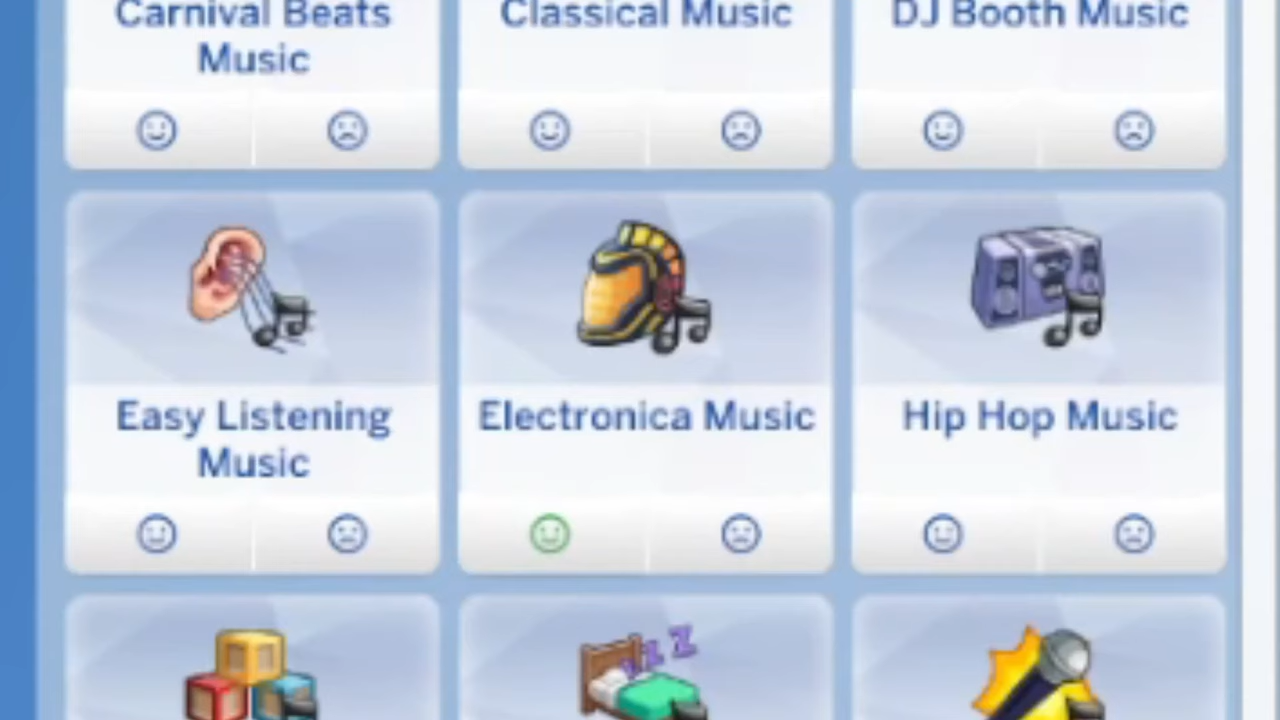 Carnival Beats
Music
Classical Music
DJ Booth Music
Easy Listening
Music
Electronica Music
Hip Hop Music
z z Z